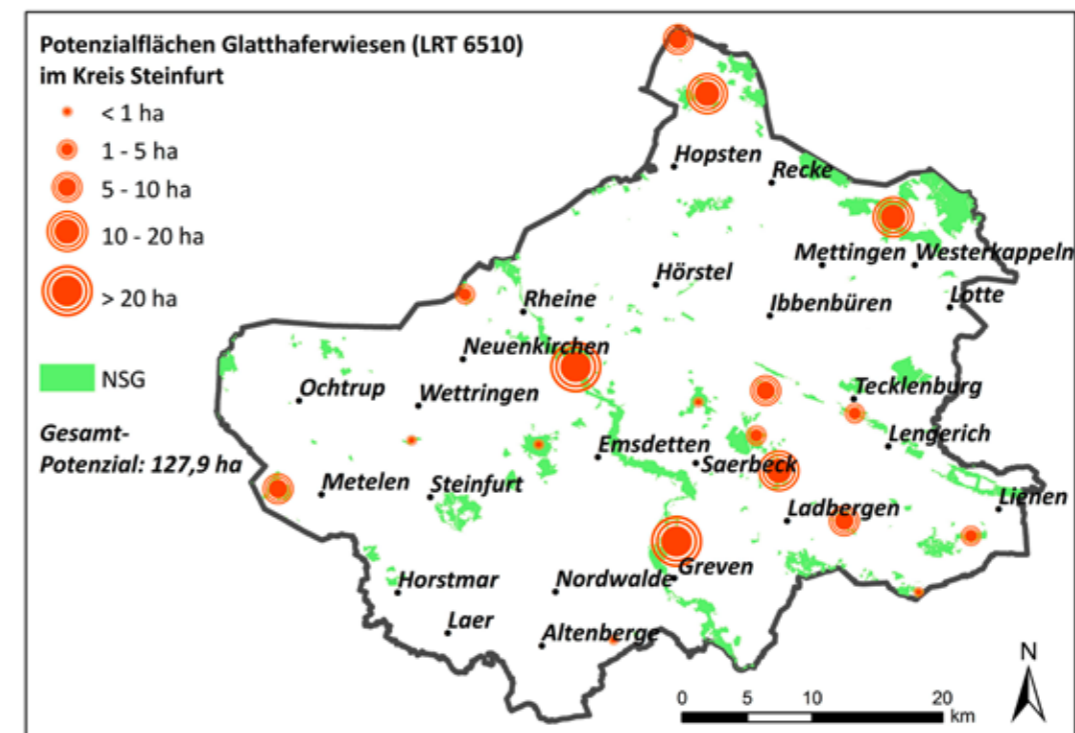 Potenzialflächen Glatthaferwiesen (LRT 6510)
im Kreis Steinfurt
< 1 ha
1 - 5 ha
5 - 10 ha
10 - 20 ha
> 20 ha
NSG
Gesamt-
Potenzial: 127,9 ha
Hopsten
Recke
Mettingen
Westerkappeln
Hörstel
Rheine
Ibbenbüren
Lotte
Neuenkirchen
Ochtrup
Wettringen
Tecklenburg
Lengerich
Emsdetten
Saerbeck
Metelen
Steinfurt
Ladbergen
Lienen
Horstmar
Nordwalde
Greven
Laer
Altenberge
N
0 5 10 20
km